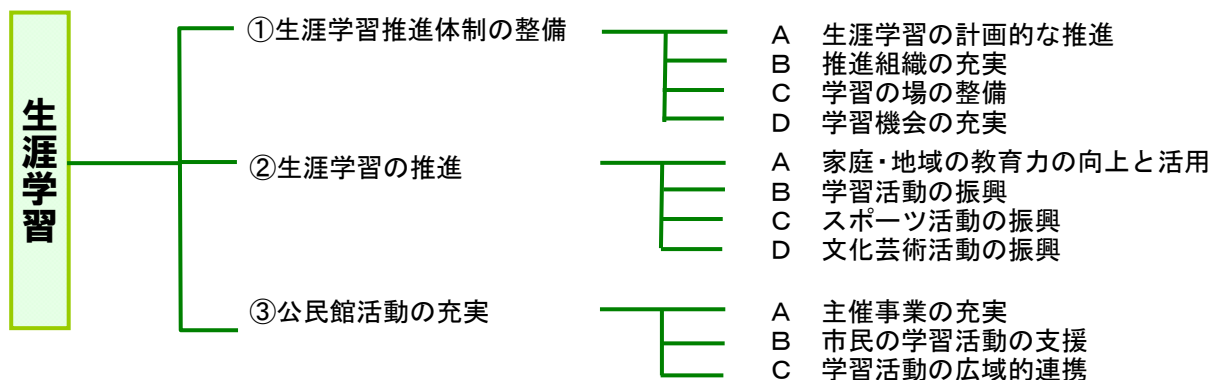 生涯学習
①生涯学習推進体制の整備
A 生涯学習の計画的な推進
B 推進組織の充実
C 学習の場の整備
D 学習機会の充実
②生涯学習の推進
A 家庭・地域の教育力の向上と活用
B 学習活動の振興
C スポーツ活動の振興
D 文化芸術活動の振興
③公民館活動の充実
A 主催事業の充実
B 市民の学習活動の支援
C 学習活動の広域的連携